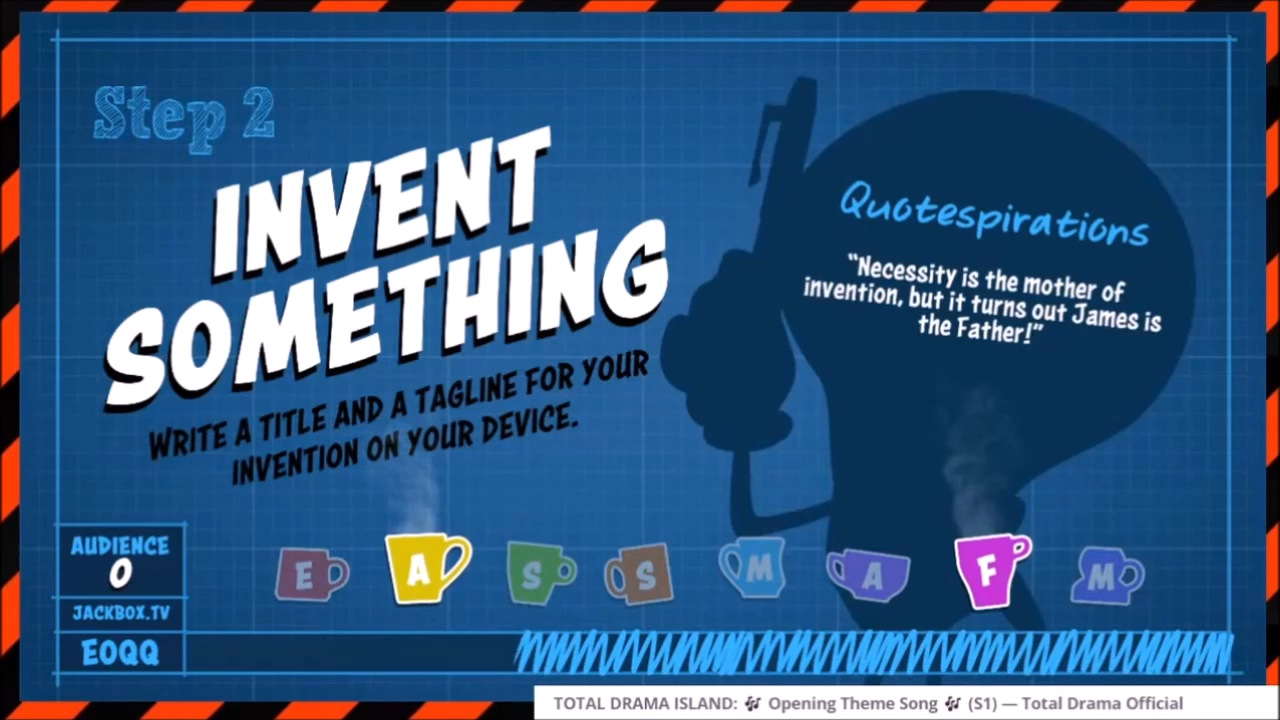 Step 2
INVENT
SOMETHING
WRITE A TITLE AND A TAGLINE FOR YOUR
INVENTION ON YOUR DEVICE.
Quotespirations
"Necessity is the mother of
invention, but it turns out James is
the Father!"
AUDIENCE
0
JACKBOX.TV
EOQQ
E A S S M A F M
TOTAL DRAMA ISLAND: 🎶 Opening Theme Song 🎶 (S1) — Total Drama Official